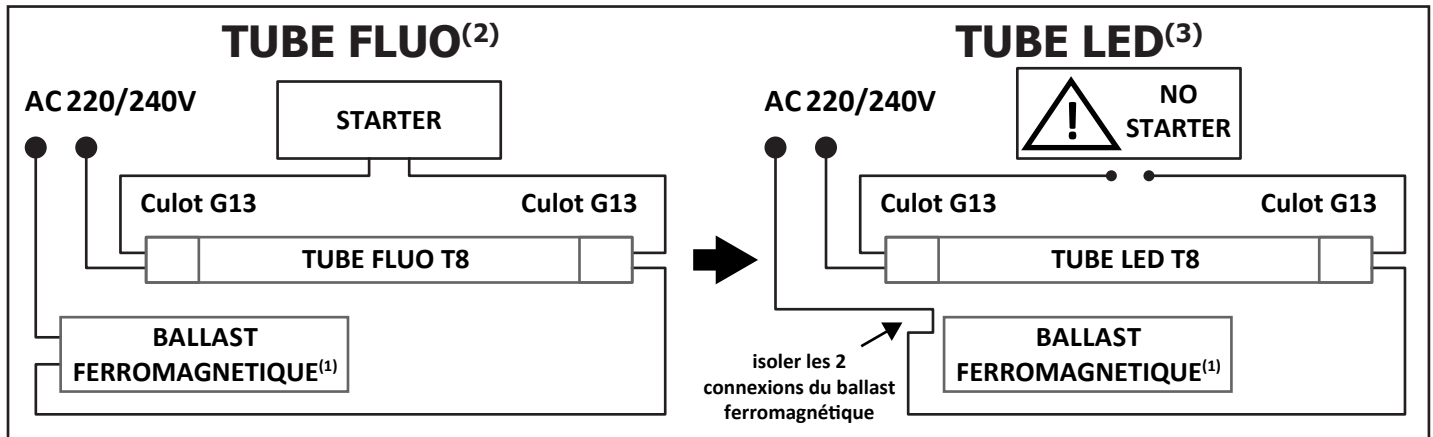 TUBE FLUO(2)
AC 220/240V
STARTER
Culot G13
Culot G13
TUBE FLUO T8
BALLAST
FERROMAGNETIQUE(1)
TUBE LED(3)
AC 220/240V
!
NO
STARTER
Culot G13
Culot G13
TUBE LED T8
isoler les 2
connexions du ballast
ferromagnétique
BALLAST
FERROMAGNETIQUE(1)